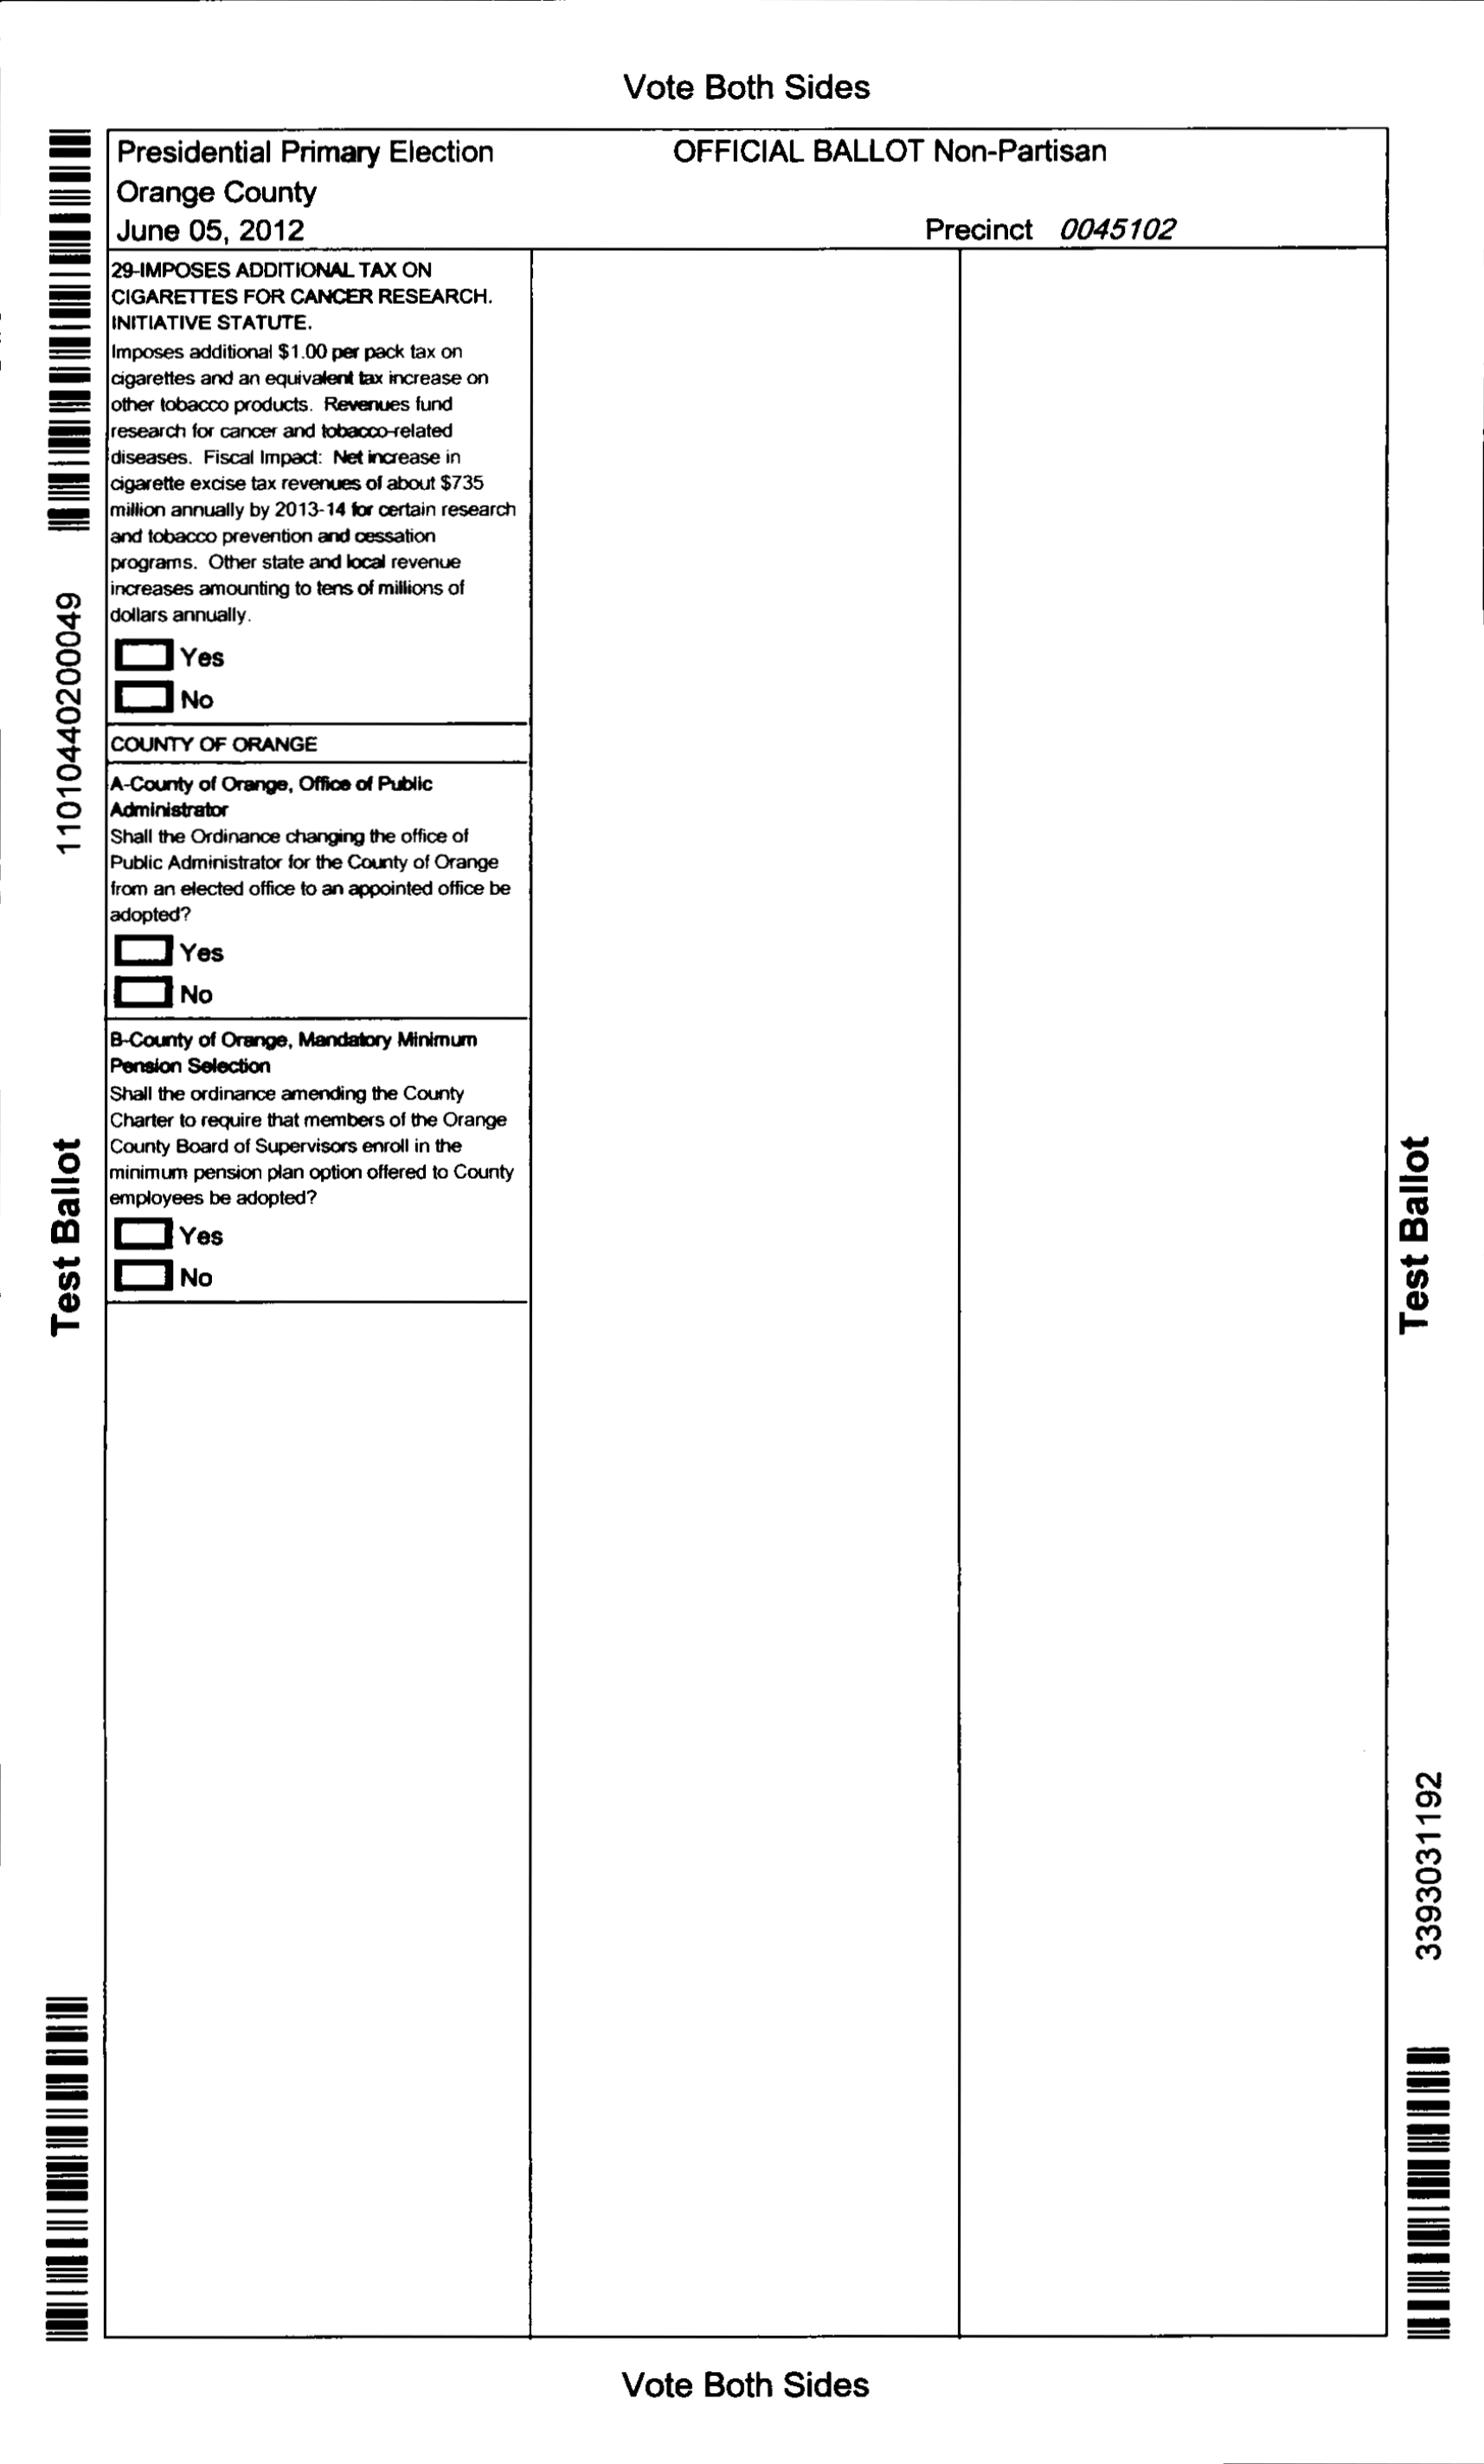 Vote Both Sides
Presidential Primary Election
OFFICIAL BALLOT Non-Partisan
Orange County
June 05, 2012
Precinct 0045102
29-IMPOSES ADDITIONAL TAX ON
CIGARETTES FOR CANCER RESEARCH.
INITIATIVE STATUTE.
Imposes additional $1.00 per pack tax on
cigarettes and an equivalent tax increase on
other tobacco products. Revenues fund
research for cancer and tobacco-related
diseases. Fiscal Impact: Net increase in
cigarette excise tax revenues of about $735
million annually by 2013-14 for certain research
and tobacco prevention and cessation
programs. Other state and local revenue
increases amounting to tens of millions of
dollars annually.
Yes
No
COUNTY OF ORANGE
A-County of Orange, Office of Public
Administrator
Shall the Ordinance changing the office of
Public Administrator for the County of Orange
from an elected office to an appointed office be
adopted?
Yes
No
B-County of Orange, Mandatory Minimum
Pension Selection
Shall the ordinance amending the County
Charter to require that members of the Orange
County Board of Supervisors enroll in the
minimum pension plan option offered to County
employees be adopted?
Yes
No
11010440200049
Test Ballot
Test Ballot
3393031192
Vote Both Sides